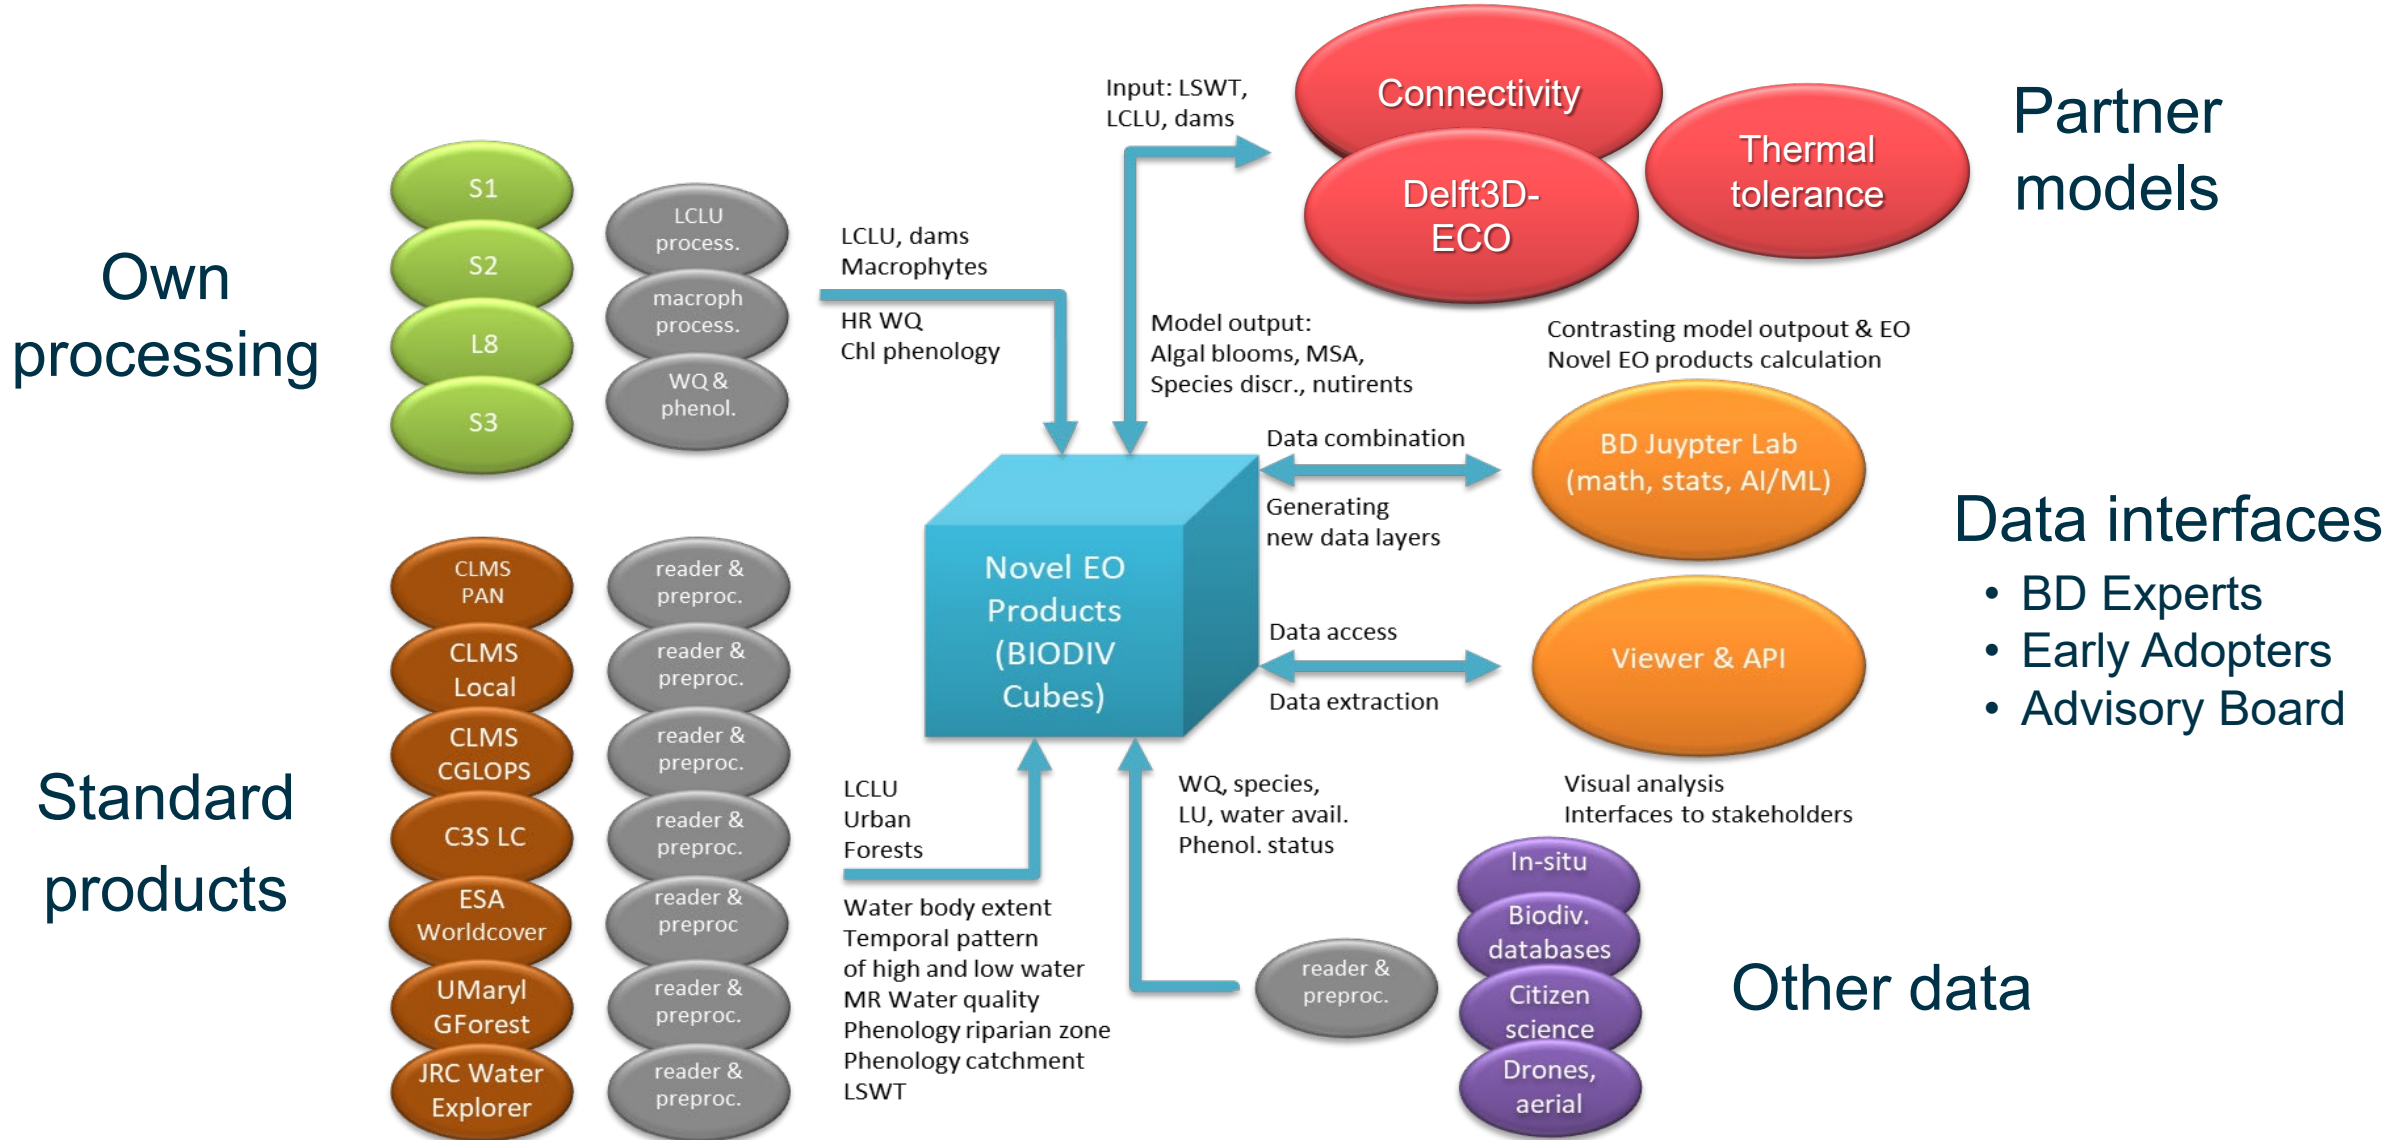 Own
processing
S1
S2
L8
S3
LCLU
process.
macroph
process.
WQ &
phenol.
LCLU, dams
Macrophytes
HR WQ
Chl phenology
Input: LSWT,
LCLU, dams
Connectivity
Delft3D-
ECO
Thermal
tolerance
Partner
models
Model output:
Algal blooms, MSA,
Species discr., nutirents
Contrasting model outpout & EO
Novel EO products calculation
Data combination
Generating
new data layers
BD Juypter Lab
(math, stats, AI/ML)
Novel EO
Products
(BIODIV
Cubes)
Data access
Data extraction
Viewer & API
Visual analysis
Interfaces to stakeholders
Data interfaces
• BD Experts
• Early Adopters
• Advisory Board
Standard
products
CLMS
PAN
reader &
preproc.
CLMS
Local
reader &
preproc.
CLMS
CGLOPS
reader &
preproc.
C3S LC
reader &
preproc.
ESA
Worldcover
reader &
preproc
UMaryl
GForest
reader &
preproc.
JRC Water
Explorer
reader &
preproc.
LCLU
Urban
Forests
Water body extent
Temporal pattern
of high and low water
MR Water quality
Phenology riparian zone
Phenology catchment
LSWT
WQ, species,
LU, water avail.
Phenol. status
reader &
preproc.
In-situ
Biodiv.
databases
Citizen
science
Drones,
aerial
Other data